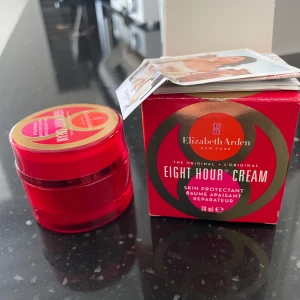 Elizabeth Arden
NEW YORK
THE ORIGINAL • L'ORIGINAL
EIGHT HOUR® CREAM
SKIN PROTECTANT
BAUME APAISANT
RÉPARATEUR